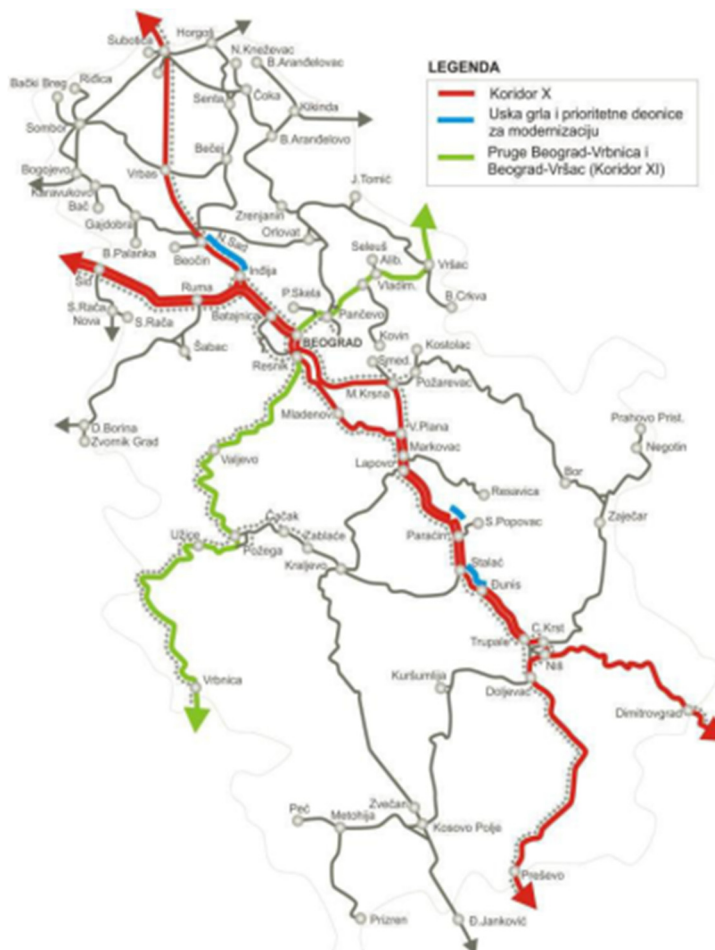 Subotica
Horgoš
N.Kneževac
B.Aranđelovac
Bački Breg
Riđica
Čoka
Senta
Kikinda
Sombor
B.Aranđelovo
Bečej
Vrbas
Bogojevo
Karavukovo
Bač
J.Tomić
Zrenjanin
Gajdobra
Orlovat
N.Sad
B.Palanka
Beočin
Seleuš
Alib.
Vršac
Inđija
Vladim.
Šid
Ruma
P.Skela
B.Crkva
S.Rača
Nova
S.Rača
Batajnica
Pančevo
BEOGRAD
Kovin
Kostolac
Šabac
Resnik
Smed.
Požarevac
M.Krsna
Mladenovac
Prahovo Prist.
D.Borina
Zvornik Grad
V.Plana
Negotin
Markovac
Valjevo
Lapovo
Bor
Resavica
Čačak
S.Popovac
Zaječar
Užice
Zablaće
Paraćin
Požega
Kraljevo
Stalać
Đunis
C.Krst
Trupale
Niš
Vrbnica
Kuršumlija
Doljevac
Dimitrovgrad
Zvečan
Peć
Metohija
Kosovo Polje
Preševo
Prizren
Đ.Janković
LEGENDA
Koridor X
Uska grla i prioritetne deonice
za modernizaciju
Pruge Beograd-Vrbnica i
Beograd-Vršac (Koridor XI)